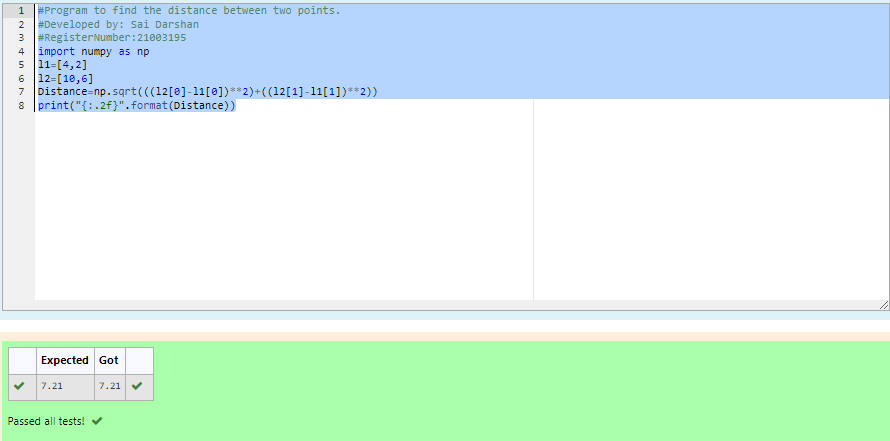 1 #Program to find the distance between two points.
2 #Developed by: Sai Darshan
3 #RegisterNumber:21003195
4 import numpy as np
5 l1=[4,2]
6 l2=[10,6]
7 Distance=np.sqrt(((l2[0]-l1[0])**2)+((l2[1]-l1[1])**2))
8 print("{:.2f}".format(Distance))
Expected Got
✔ 7.21 7.21 ✔
Passed all tests! ✔